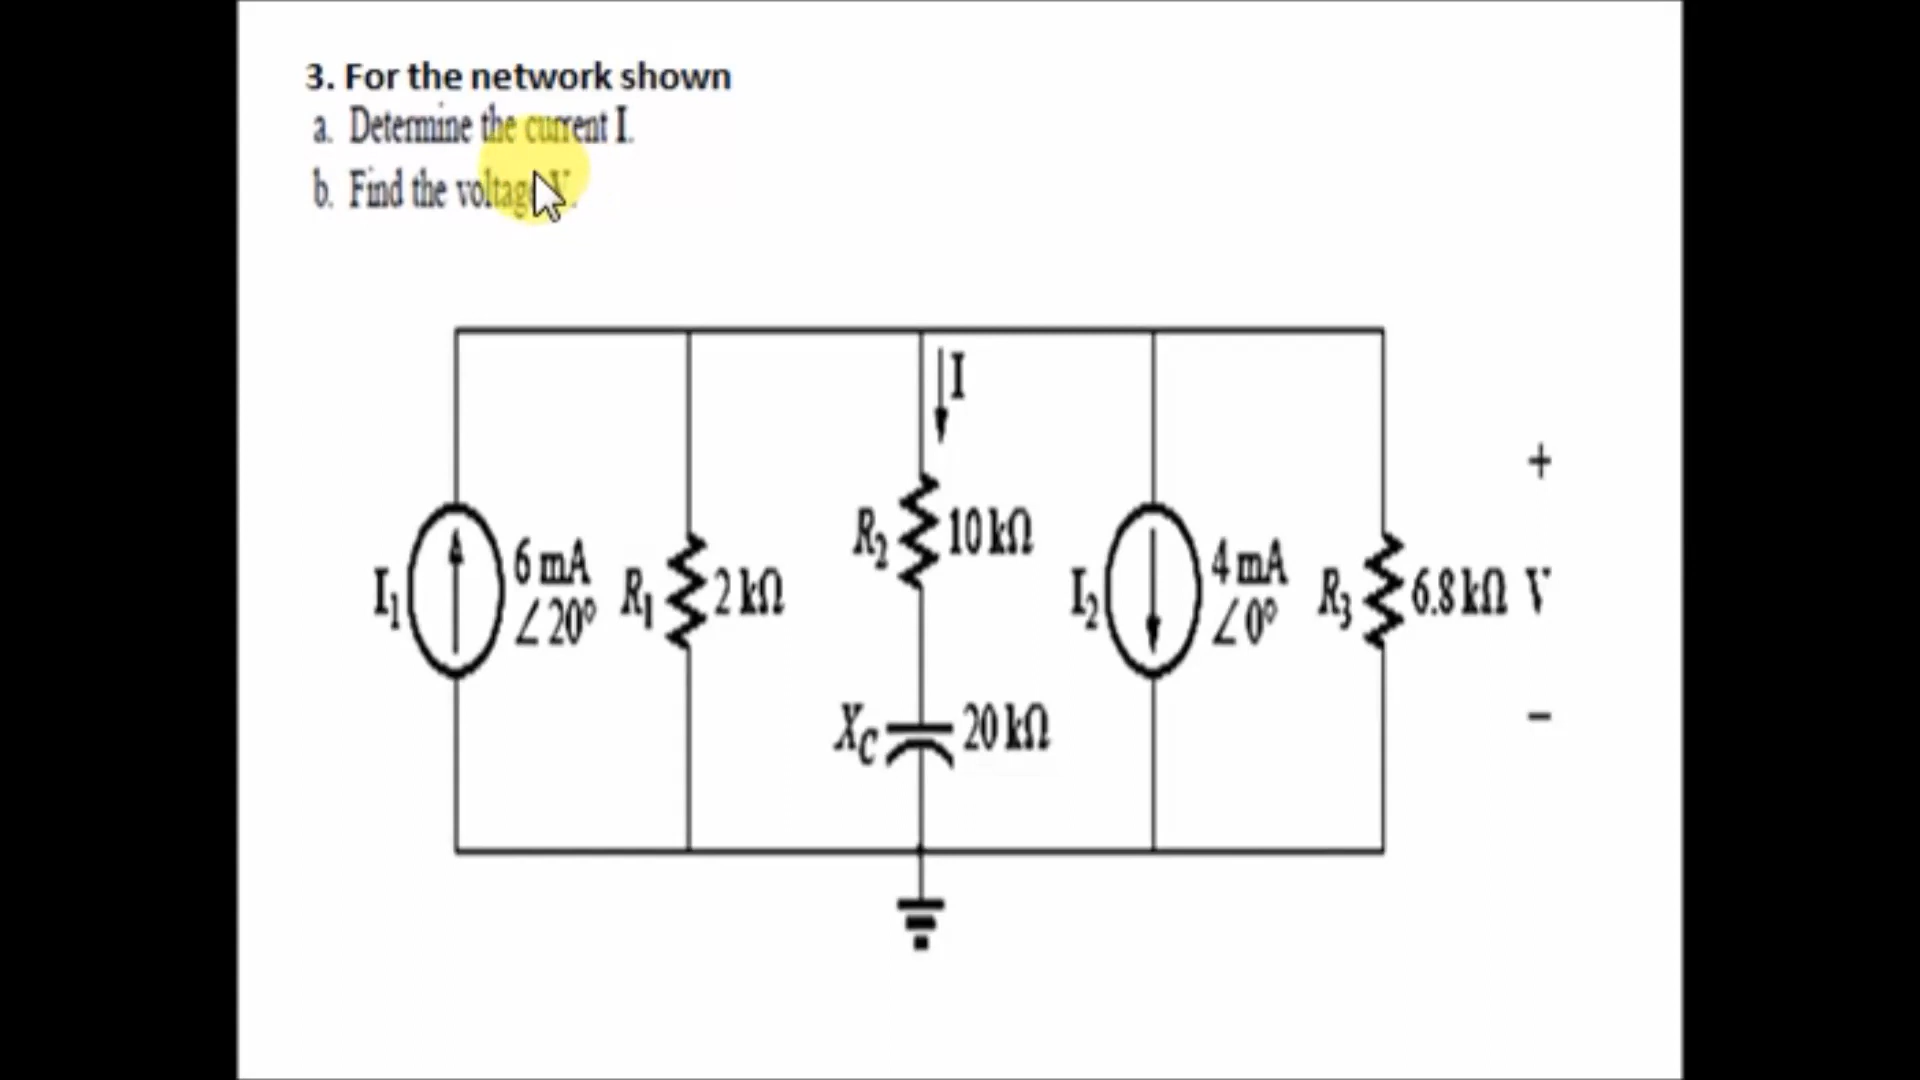 3. For the network shown
a. Determine the current I.
b. Find the voltage V.
I
+
R2 10 kΩ
I1 6 mA ∠20° R1 2 kΩ
I2 4 mA ∠0° R3 6.8 kΩ V
XC 20 kΩ
−